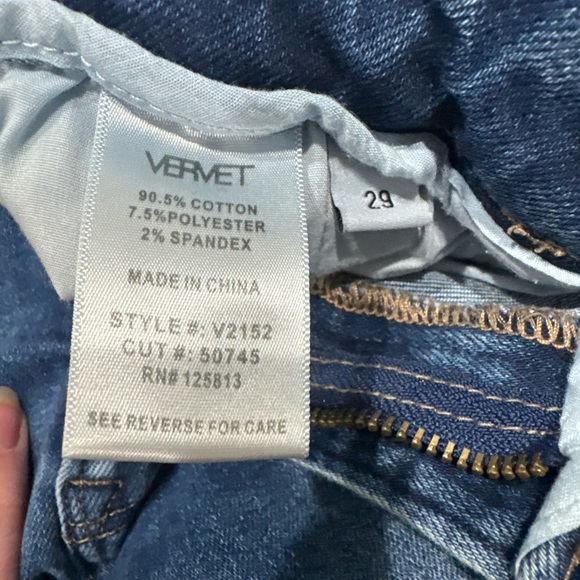 VERVET
90.5% COTTON
7.5%POLYESTER
2% SPANDEX
MADE IN CHINA
STYLE #: V2152
CUT #: 50745
RN# 125813
SEE REVERSE FOR CARE
29